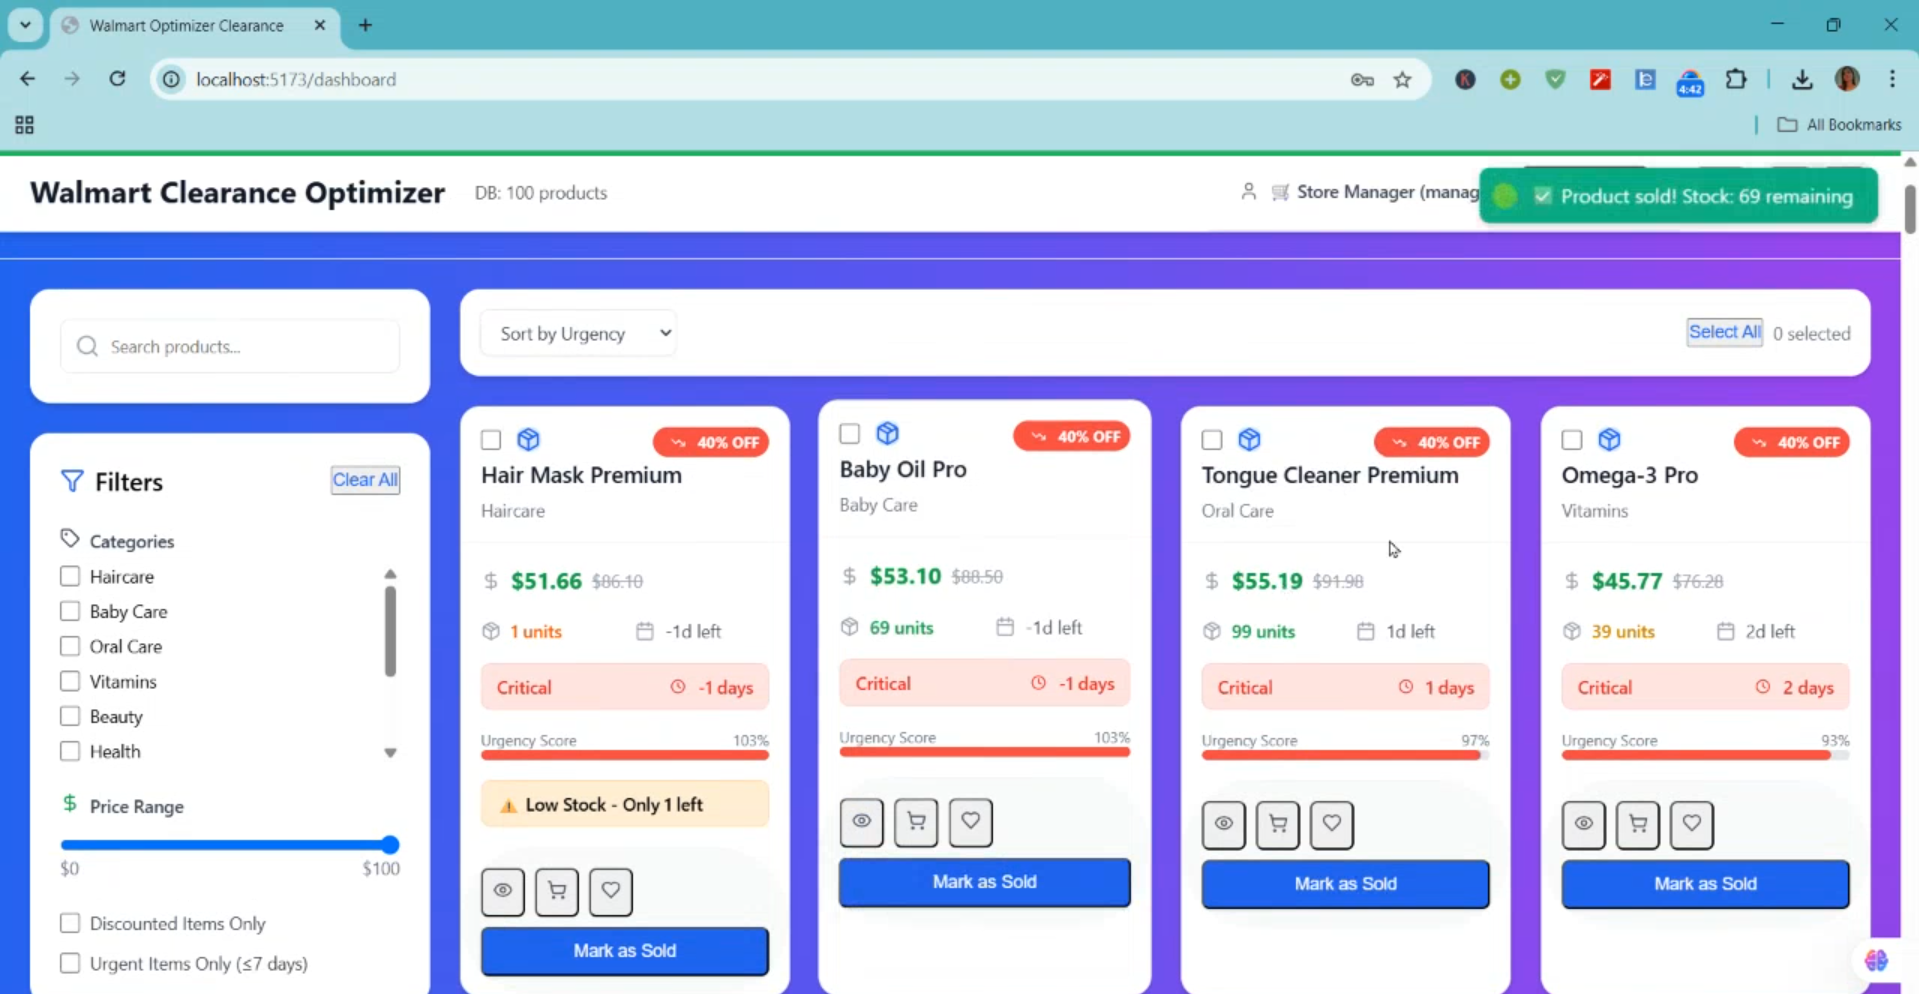 Walmart Optimizer Clearance
localhost:5173/dashboard
4:42
All Bookmarks
Walmart Clearance Optimizer
DB: 100 products
Store Manager (manag
Product sold! Stock: 69 remaining
Search products...
Sort by Urgency
Select All
0 selected
Filters
Clear All
Categories
Haircare
Baby Care
Oral Care
Vitamins
Beauty
Health
Price Range
$0
$100
Discounted Items Only
Urgent Items Only (≤7 days)
40% OFF
Hair Mask Premium
Haircare
$51.66 $86.10
1 units
-1d left
Critical
-1 days
Urgency Score
103%
Low Stock - Only 1 left
Mark as Sold
40% OFF
Baby Oil Pro
Baby Care
$53.10 $88.50
69 units
-1d left
Critical
-1 days
Urgency Score
103%
Mark as Sold
40% OFF
Tongue Cleaner Premium
Oral Care
$55.19 $91.98
99 units
1d left
Critical
1 days
Urgency Score
97%
Mark as Sold
40% OFF
Omega-3 Pro
Vitamins
$45.77 $76.28
39 units
2d left
Critical
2 days
Urgency Score
93%
Mark as Sold